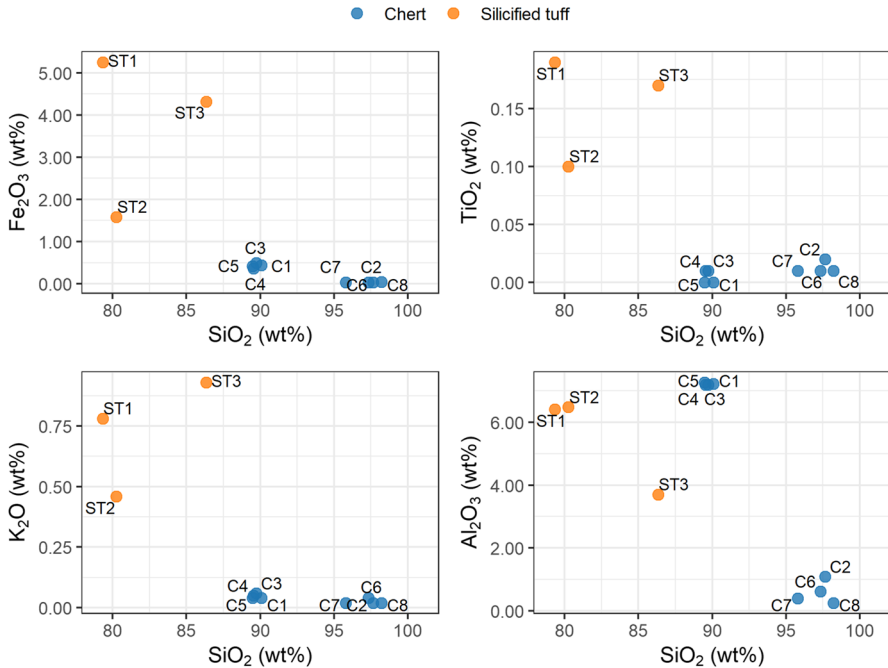 Chert Silicified tuff
5.00
4.00
3.00
2.00
1.00
0.00
Fe₂O₃ (wt%)
ST1
ST3
ST2
C3
C5
C1
C4
C7
C2
C6
C8
80 85 90 95 100
SiO₂ (wt%)
0.15
0.10
0.05
0.00
TiO₂ (wt%)
ST1
ST3
ST2
C4 C3
C5 C1
C2
C7
C6 C8
80 85 90 95 100
SiO₂ (wt%)
0.75
0.50
0.25
0.00
K₂O (wt%)
ST3
ST1
ST2
C4 C3
C5 C1
C6
C7 C2 C8
80 85 90 95 100
SiO₂ (wt%)
6.00
4.00
2.00
0.00
Al₂O₃ (wt%)
C5 C1
C4 C3
ST2
ST1
ST3
C2
C6
C7 C8
80 85 90 95 100
SiO₂ (wt%)